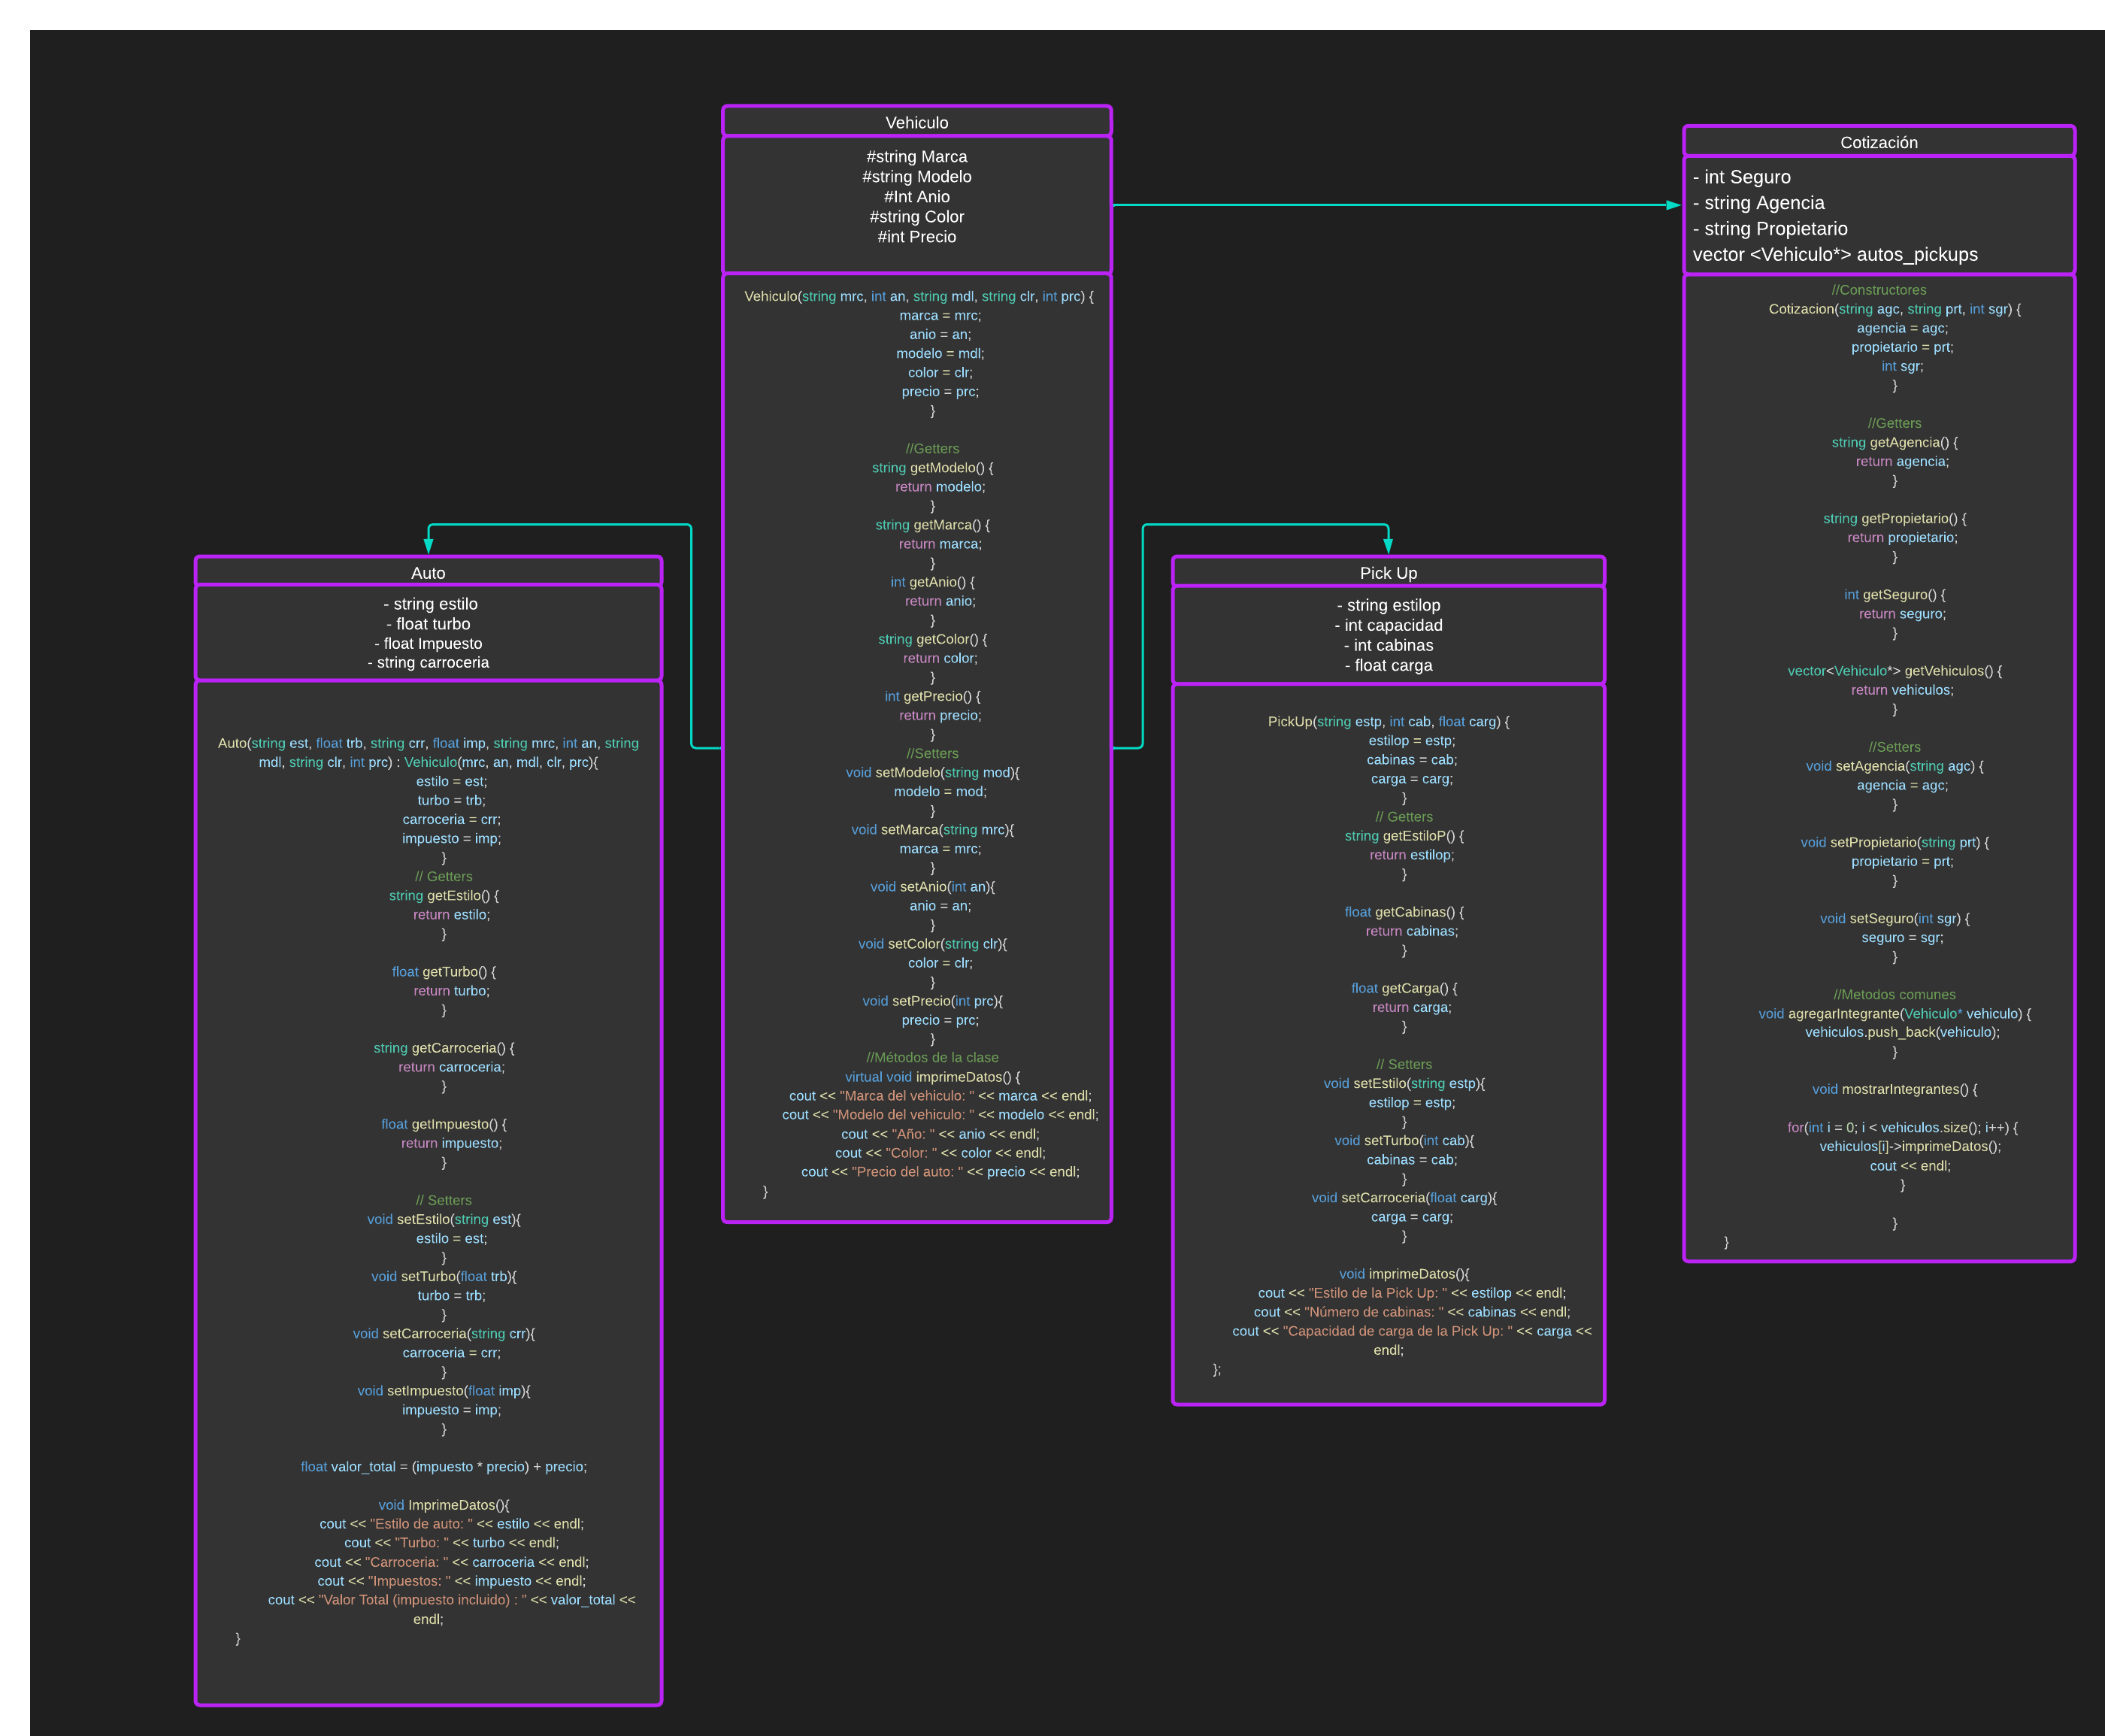 Vehiculo
#string Marca
#string Modelo
#Int Anio
#string Color
#int Precio
Vehiculo(string mrc, int an, string mdl, string clr, int prc) {
marca = mrc;
anio = an;
modelo = mdl;
color = clr;
precio = prc;
}
//Getters
string getModelo() {
return modelo;
}
string getMarca() {
return marca;
}
int getAnio() {
return anio;
}
string getColor() {
return color;
}
int getPrecio() {
return precio;
}
//Setters
void setModelo(string mod){
modelo = mod;
}
void setMarca(string mrc){
marca = mrc;
}
void setAnio(int an){
anio = an;
}
void setColor(string clr){
color = clr;
}
void setPrecio(int prc){
precio = prc;
}
//Métodos de la clase
virtual void imprimeDatos() {
cout << "Marca del vehiculo: " << marca << endl;
cout << "Modelo del vehiculo: " << modelo << endl;
cout << "Año: " << anio << endl;
cout << "Color: " << color << endl;
cout << "Precio del auto: " << precio << endl;
}
Cotización
- int Seguro
- string Agencia
- string Propietario
vector <Vehiculo*> autos_pickups
//Constructores
Cotizacion(string agc, string prt, int sgr) {
agencia = agc;
propietario = prt;
int sgr;
}
//Getters
string getAgencia() {
return agencia;
}
string getPropietario() {
return propietario;
}
int getSeguro() {
return seguro;
}
vector<Vehiculo*> getVehiculos() {
return vehiculos;
}
//Setters
void setAgencia(string agc) {
agencia = agc;
}
void setPropietario(string prt) {
propietario = prt;
}
void setSeguro(int sgr) {
seguro = sgr;
}
//Metodos comunes
void agregarIntegrante(Vehiculo* vehiculo) {
vehiculos.push_back(vehiculo);
}
void mostrarIntegrantes() {
for(int i = 0; i < vehiculos.size(); i++) {
vehiculos[i]->imprimeDatos();
cout << endl;
}
}
}
Auto
- string estilo
- float turbo
- float Impuesto
- string carroceria
Auto(string est, float trb, string crr, float imp, string mrc, int an, string
mdl, string clr, int prc) : Vehiculo(mrc, an, mdl, clr, prc){
estilo = est;
turbo = trb;
carroceria = crr;
impuesto = imp;
}
// Getters
string getEstilo() {
return estilo;
}
float getTurbo() {
return turbo;
}
string getCarroceria() {
return carroceria;
}
float getImpuesto() {
return impuesto;
}
// Setters
void setEstilo(string est){
estilo = est;
}
void setTurbo(float trb){
turbo = trb;
}
void setCarroceria(string crr){
carroceria = crr;
}
void setImpuesto(float imp){
impuesto = imp;
}
float valor_total = (impuesto * precio) + precio;
void ImprimeDatos(){
cout << "Estilo de auto: " << estilo << endl;
cout << "Turbo: " << turbo << endl;
cout << "Carroceria: " << carroceria << endl;
cout << "Impuestos: " << impuesto << endl;
cout << "Valor Total (impuesto incluido) : " << valor_total <<
endl;
}
Pick Up
- string estilop
- int capacidad
- int cabinas
- float carga
PickUp(string estp, int cab, float carg) {
estilop = estp;
cabinas = cab;
carga = carg;
}
// Getters
string getEstiloP() {
return estilop;
}
float getCabinas() {
return cabinas;
}
float getCarga() {
return carga;
}
// Setters
void setEstilo(string estp){
estilop = estp;
}
void setTurbo(int cab){
cabinas = cab;
}
void setCarroceria(float carg){
carga = carg;
}
void imprimeDatos(){
cout << "Estilo de la Pick Up: " << estilop << endl;
cout << "Número de cabinas: " << cabinas << endl;
cout << "Capacidad de carga de la Pick Up: " << carga <<
endl;
};